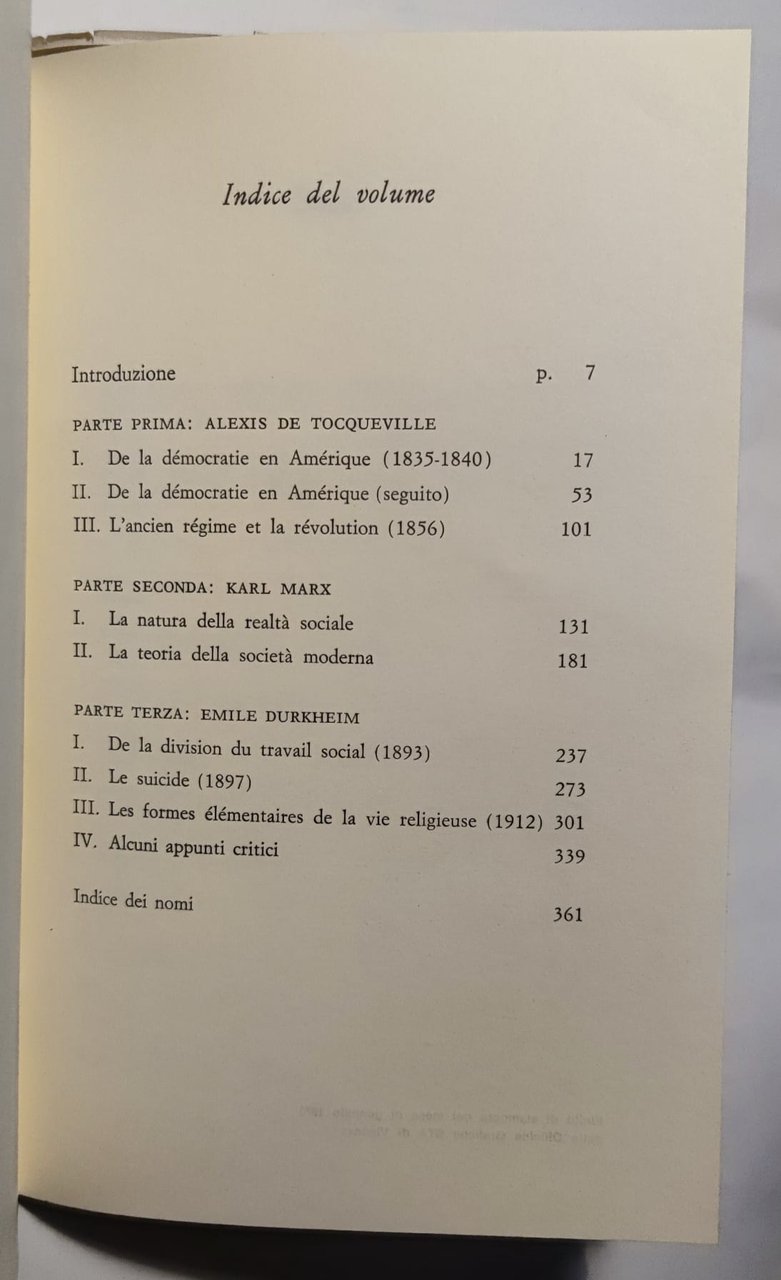 Indice del volume
Introduzione p. 7
PARTE PRIMA: ALEXIS DE TOCQUEVILLE
I. De la démocratie en Amérique (1835-1840) 17
II. De la démocratie en Amérique (seguito) 53
III. L'ancien régime et la révolution (1856) 101
PARTE SECONDA: KARL MARX
I. La natura della realtà sociale 131
II. La teoria della società moderna 181
PARTE TERZA: EMILE DURKHEIM
I. De la division du travail social (1893) 237
II. Le suicide (1897) 273
III. Les formes élémentaires de la vie religieuse (1912) 301
IV. Alcuni appunti critici 339
Indice dei nomi 361